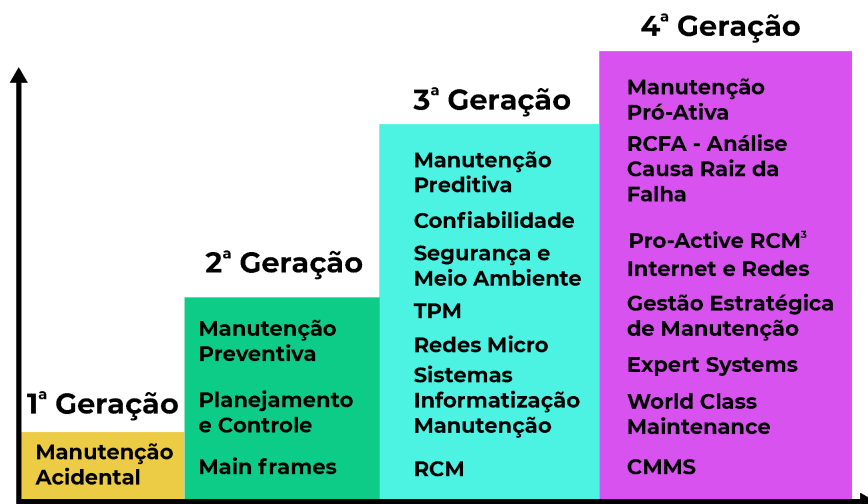 1ª Geração
Manutenção
Acidental
2ª Geração
Manutenção
Preventiva
Planejamento
e Controle
Main frames
3ª Geração
Manutenção
Preditiva
Confiabilidade
Segurança e
Meio Ambiente
TPM
Redes Micro
Sistemas
Informatização
Manutenção
RCM
4ª Geração
Manutenção
Pró-Ativa
RCFA - Análise
Causa Raiz da
Falha
Pro-Active RCM³
Internet e Redes
Gestão Estratégica
de Manutenção
Expert Systems
World Class
Maintenance
CMMS